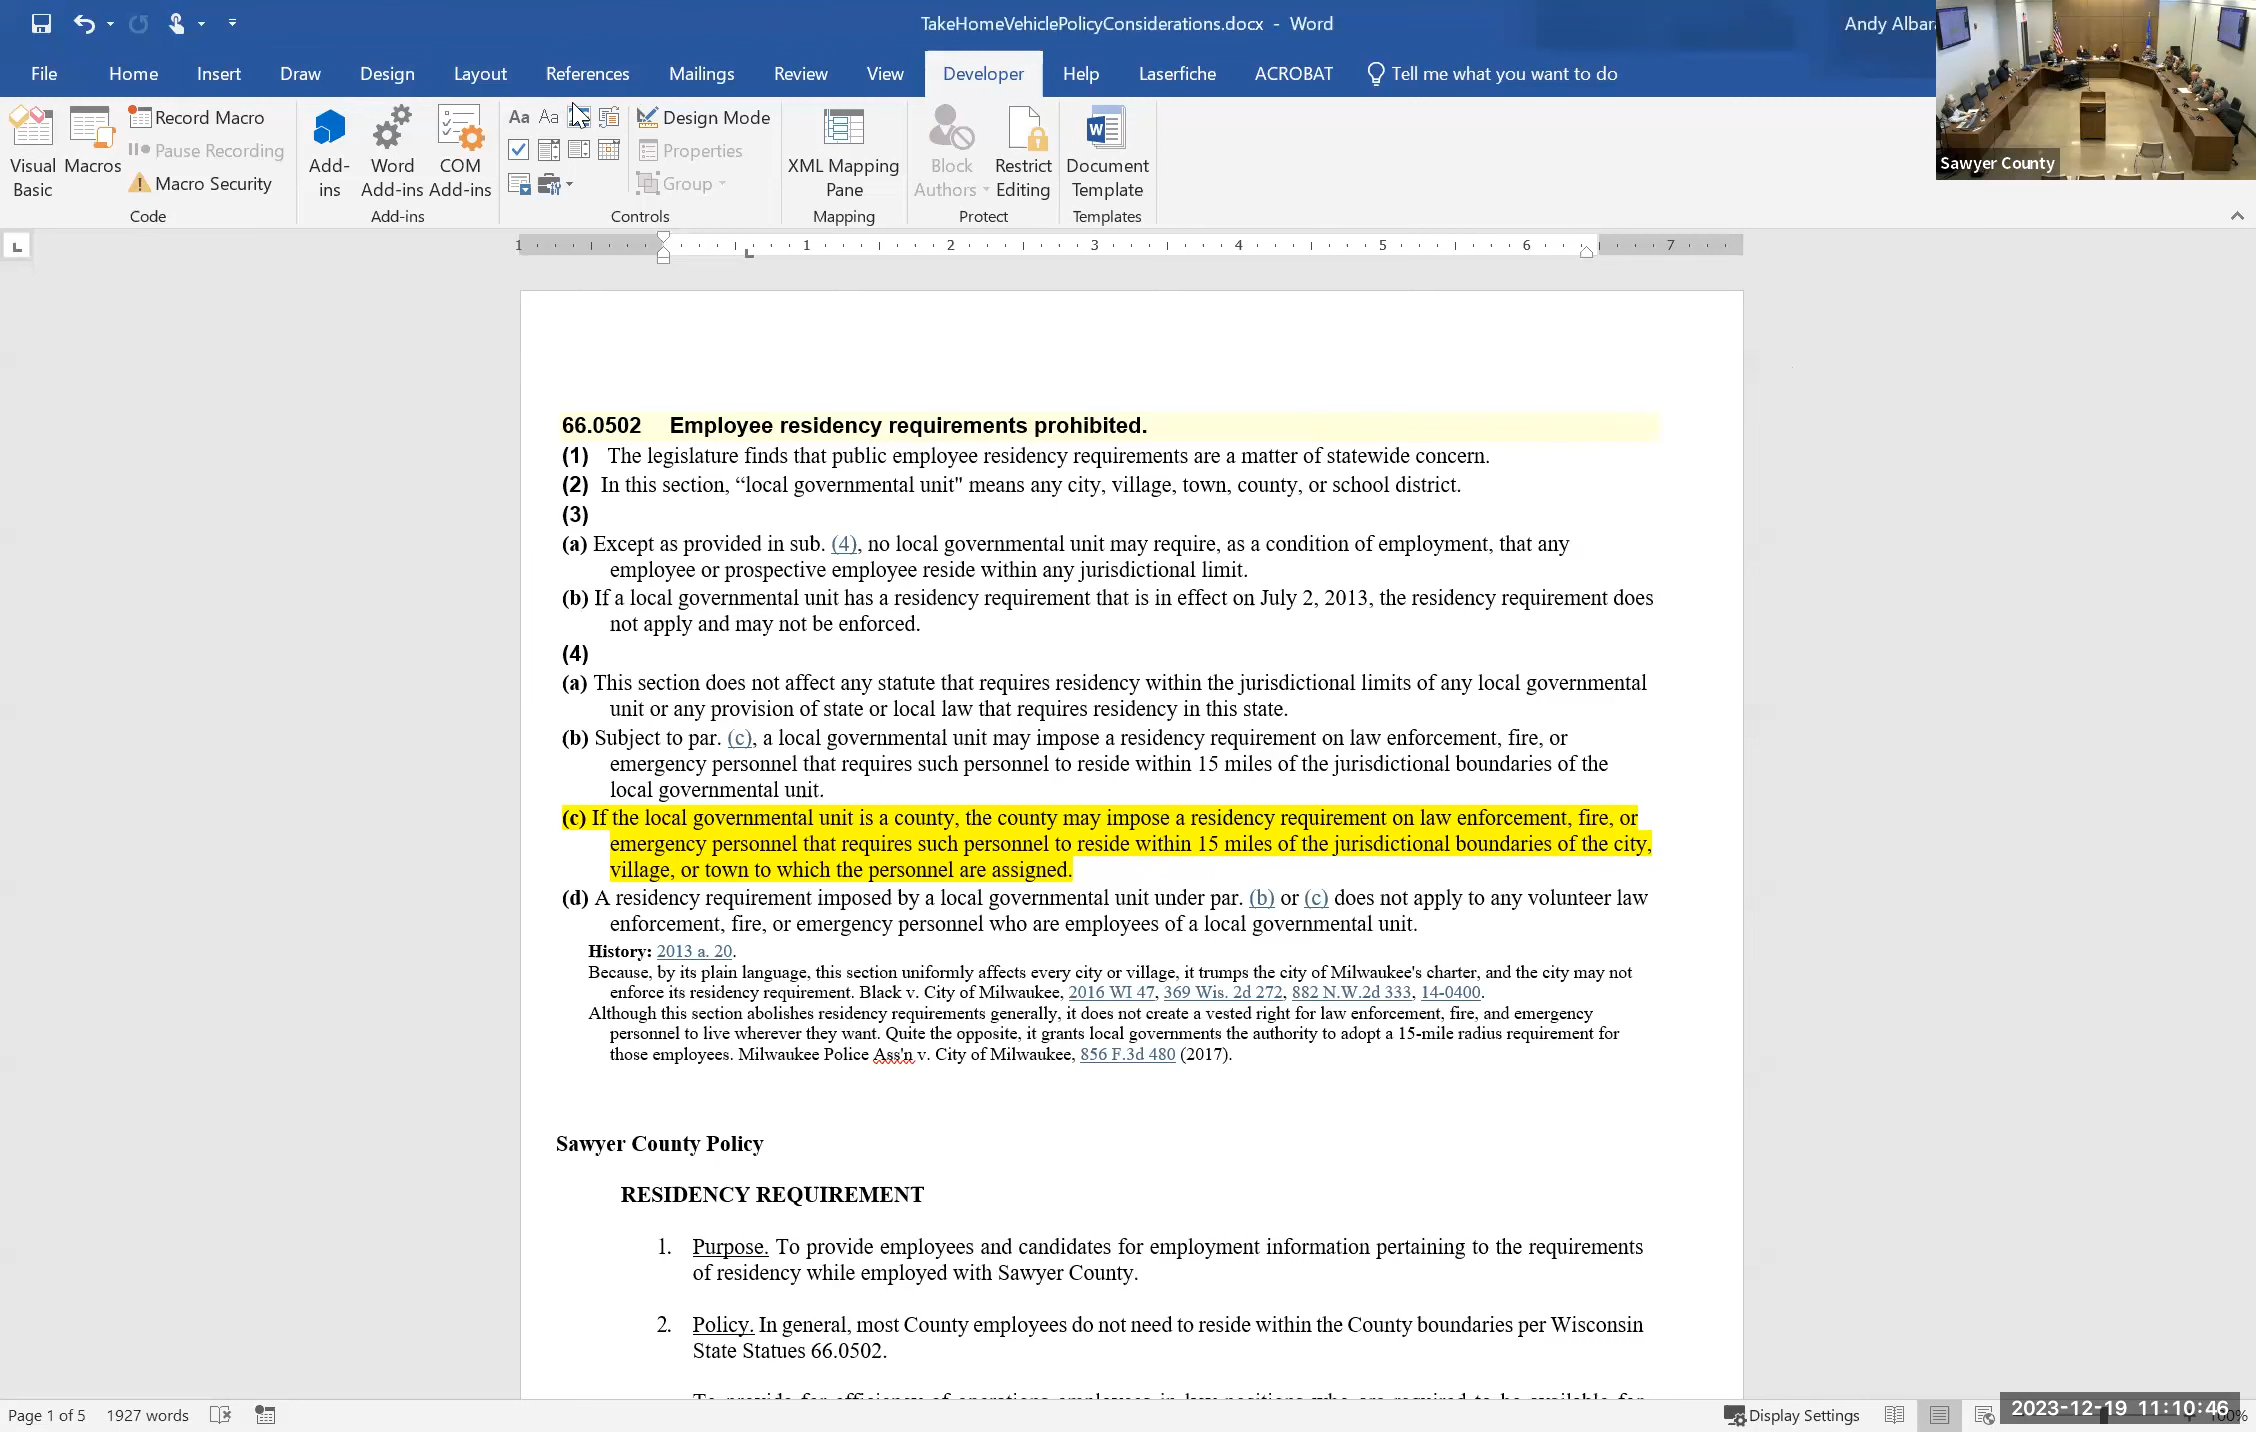 TakeHomeVehiclePolicyConsiderations.docx - Word
Andy Albar
File Home Insert Draw Design Layout References Mailings Review View Developer Help Laserfiche ACROBAT Tell me what you want to do
Sawyer County
Visual Basic
Macros
Record Macro
Pause Recording
Macro Security
Code
Add-ins
Word Add-ins
COM Add-ins
Add-ins
Aa Aa
Design Mode
Properties
Group
Controls
XML Mapping Pane
Mapping
Block Authors
Restrict Editing
Protect
Document Template
Templates
1 1 2 3 4 5 6 7
66.0502 Employee residency requirements prohibited.
(1) The legislature finds that public employee residency requirements are a matter of statewide concern.
(2) In this section, “local governmental unit" means any city, village, town, county, or school district.
(3)
(a) Except as provided in sub. (4), no local governmental unit may require, as a condition of employment, that any
employee or prospective employee reside within any jurisdictional limit.
(b) If a local governmental unit has a residency requirement that is in effect on July 2, 2013, the residency requirement does
not apply and may not be enforced.
(4)
(a) This section does not affect any statute that requires residency within the jurisdictional limits of any local governmental
unit or any provision of state or local law that requires residency in this state.
(b) Subject to par. (c), a local governmental unit may impose a residency requirement on law enforcement, fire, or
emergency personnel that requires such personnel to reside within 15 miles of the jurisdictional boundaries of the
local governmental unit.
(c) If the local governmental unit is a county, the county may impose a residency requirement on law enforcement, fire, or
emergency personnel that requires such personnel to reside within 15 miles of the jurisdictional boundaries of the city,
village, or town to which the personnel are assigned.
(d) A residency requirement imposed by a local governmental unit under par. (b) or (c) does not apply to any volunteer law
enforcement, fire, or emergency personnel who are employees of a local governmental unit.
History: 2013 a. 20.
Because, by its plain language, this section uniformly affects every city or village, it trumps the city of Milwaukee's charter, and the city may not
enforce its residency requirement. Black v. City of Milwaukee, 2016 WI 47, 369 Wis. 2d 272, 882 N.W.2d 333, 14-0400.
Although this section abolishes residency requirements generally, it does not create a vested right for law enforcement, fire, and emergency
personnel to live wherever they want. Quite the opposite, it grants local governments the authority to adopt a 15-mile radius requirement for
those employees. Milwaukee Police Ass'n v. City of Milwaukee, 856 F.3d 480 (2017).
Sawyer County Policy
RESIDENCY REQUIREMENT
1. Purpose. To provide employees and candidates for employment information pertaining to the requirements
of residency while employed with Sawyer County.
2. Policy. In general, most County employees do not need to reside within the County boundaries per Wisconsin
State Statues 66.0502.
Page 1 of 5 1927 words
Display Settings
2023-12-19 11:10:46
100%